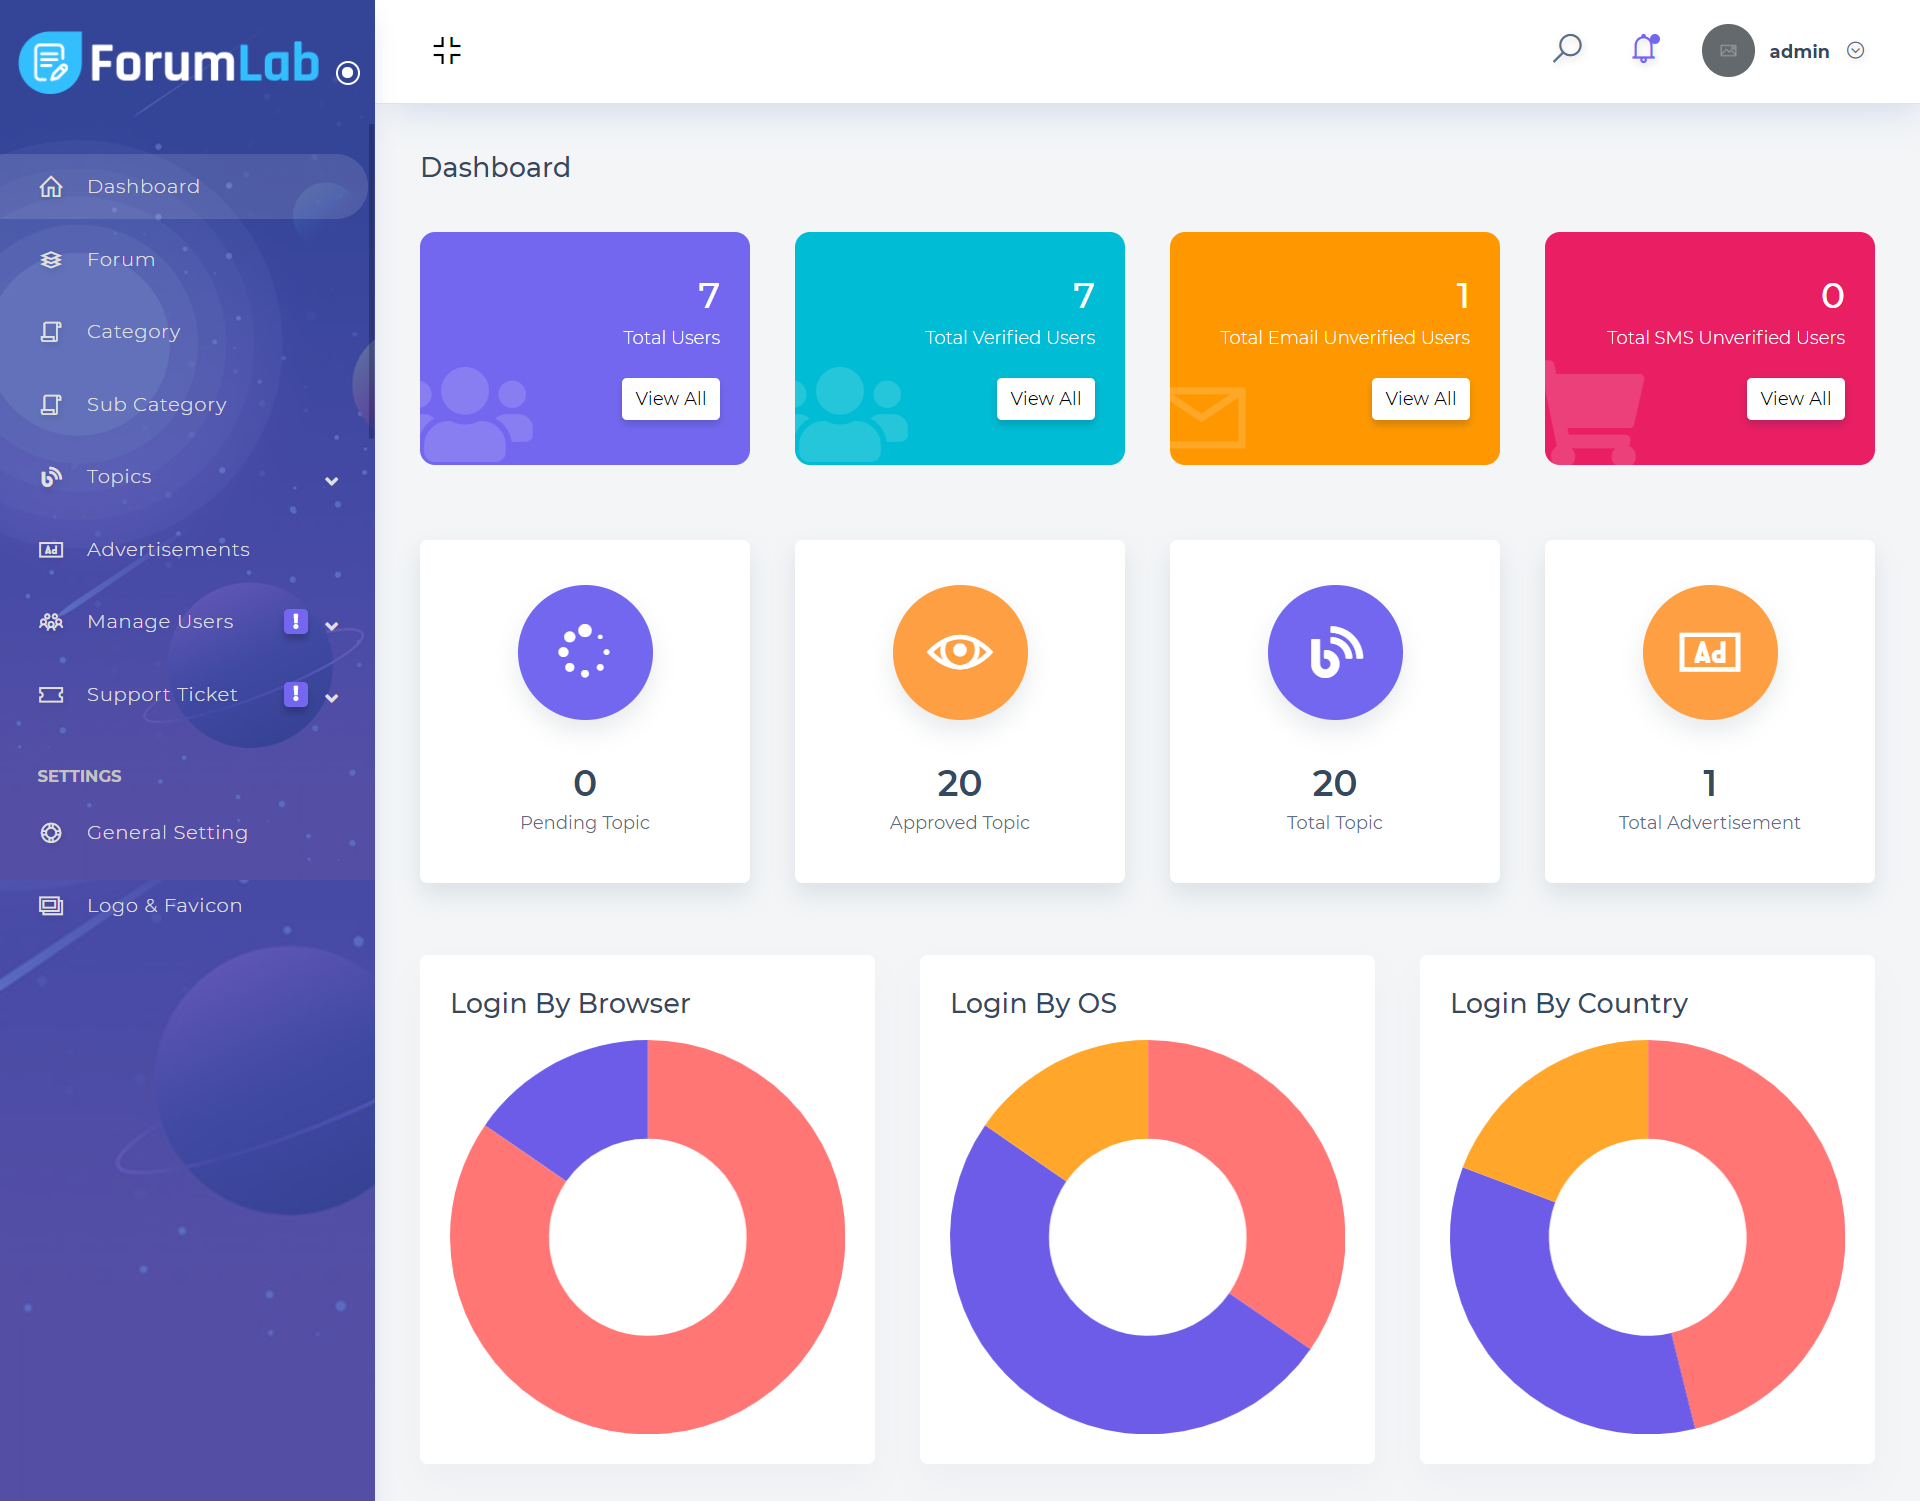 ForumLab
admin
Dashboard
Forum
Category
Sub Category
Topics
Advertisements
Manage Users
!
Support Ticket
!
SETTINGS
General Setting
Logo & Favicon
Dashboard
7
Total Users
View All
7
Total Verified Users
View All
1
Total Email Unverified Users
View All
0
Total SMS Unverified Users
View All
0
Pending Topic
20
Approved Topic
20
Total Topic
Ad
1
Total Advertisement
Login By Browser
Login By OS
Login By Country